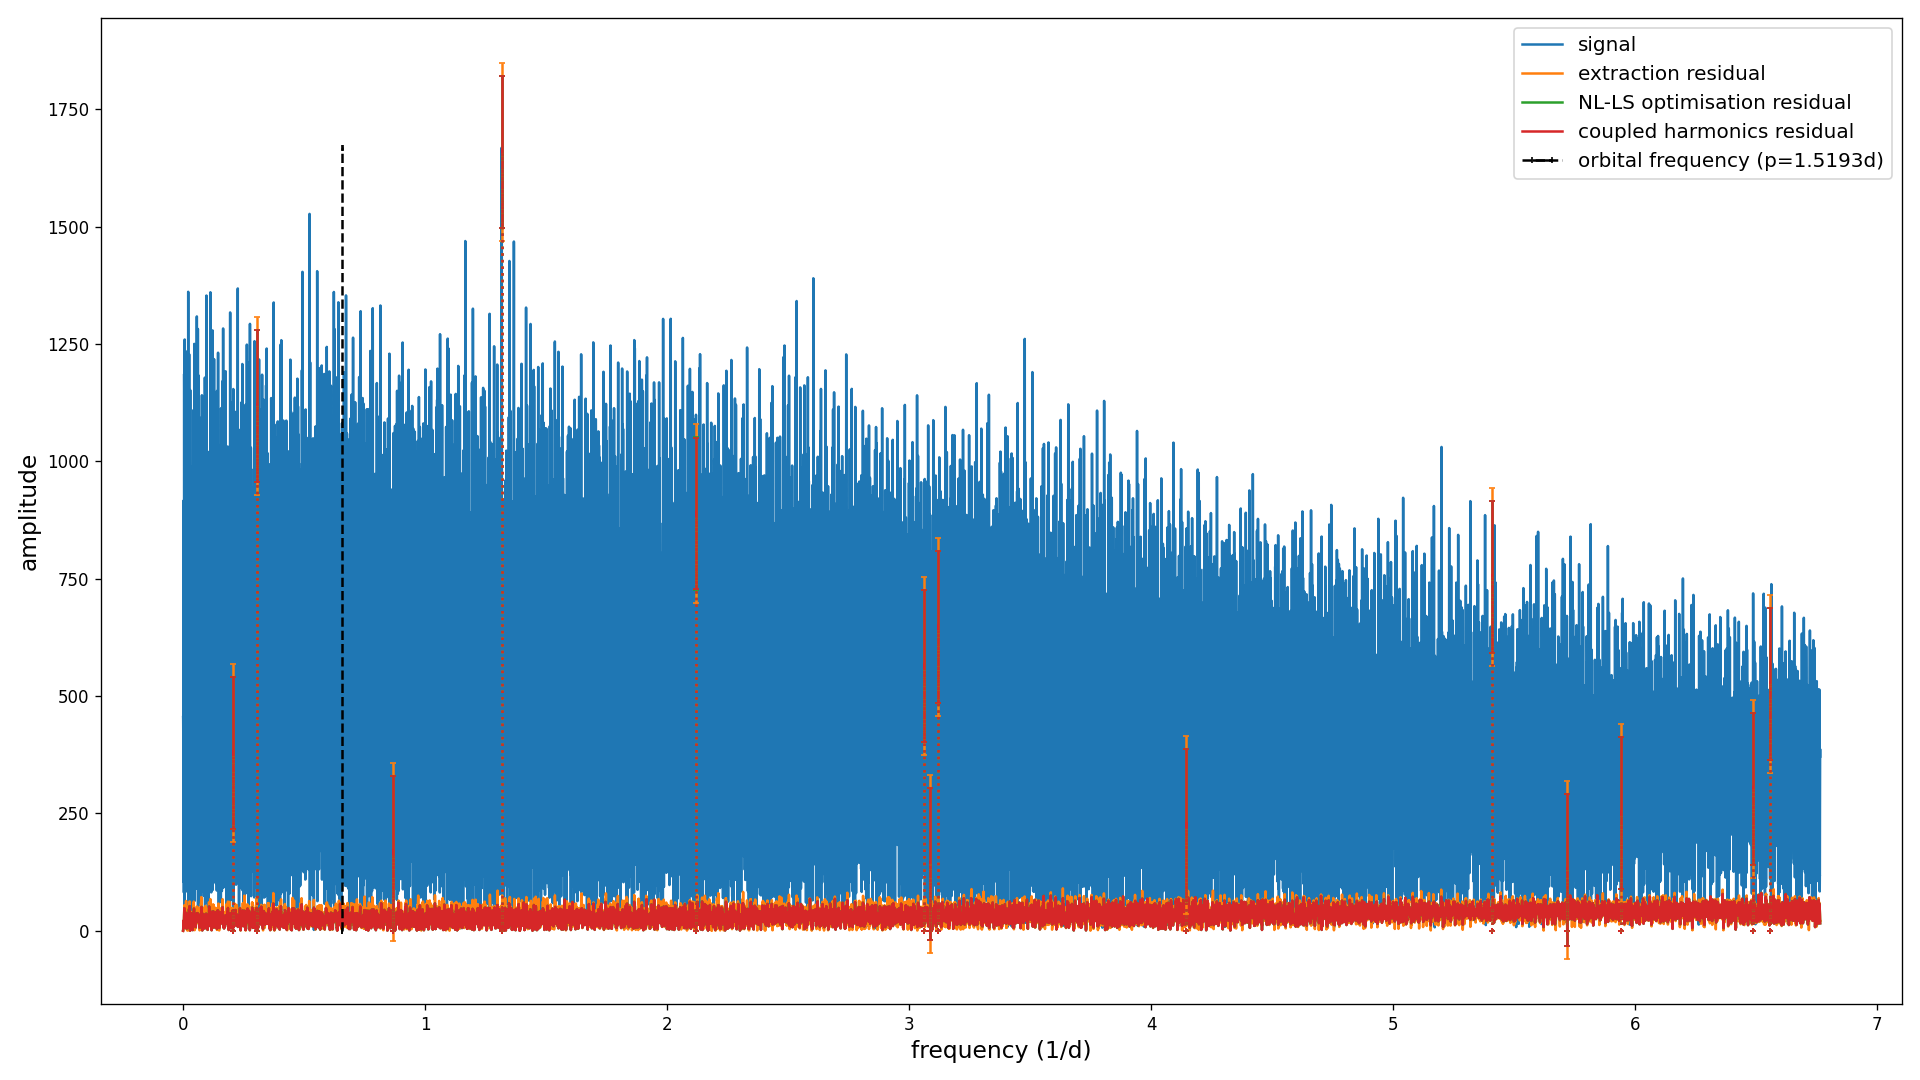 signal
extraction residual
NL-LS optimisation residual
coupled harmonics residual
orbital frequency (p=1.5193d)
amplitude
1750
1500
1250
1000
750
500
250
0
0 1 2 3 4 5 6 7
frequency (1/d)